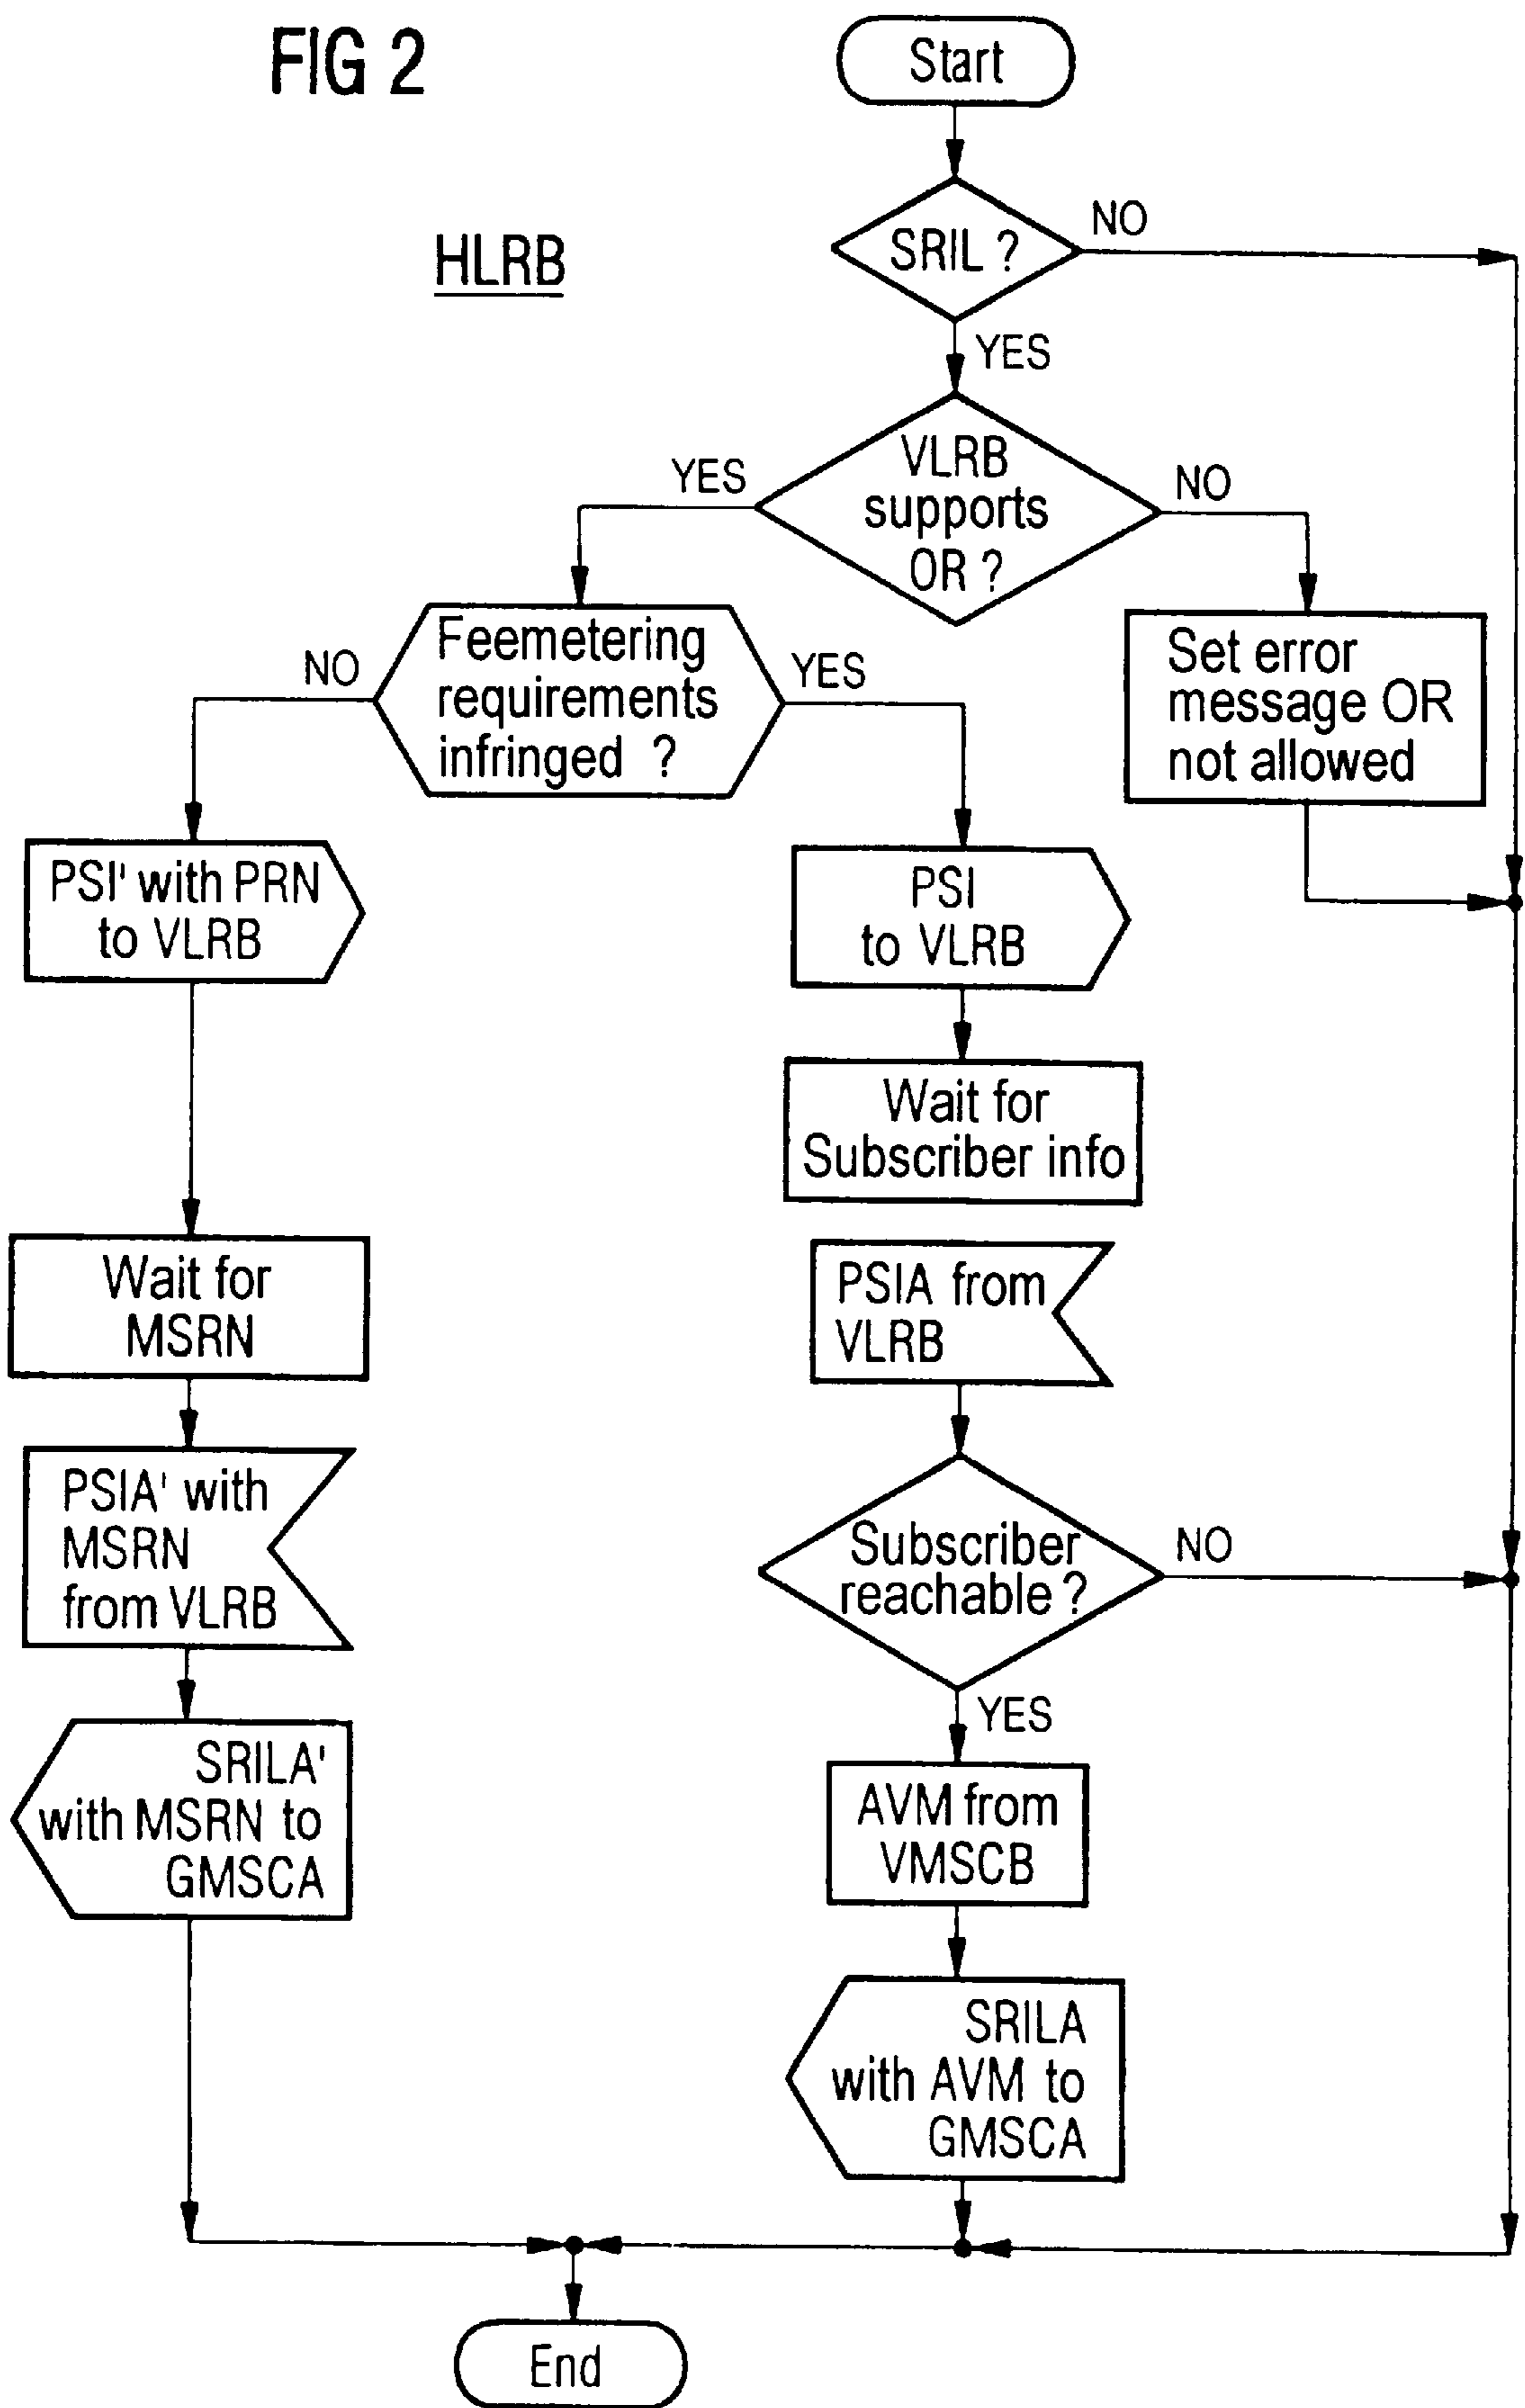 FIG 2
Start
HLRB
SRIL ?
NO
YES
VLRB
supports
OR ?
YES
NO
Feemetering
requirements
infringed ?
NO
YES
Set error
message OR
not allowed
PSI' with PRN
to VLRB
PSI
to VLRB
Wait for
Subscriber info
Wait for
MSRN
PSIA from
VLRB
PSIA' with
MSRN
from VLRB
Subscriber
reachable ?
NO
YES
SRILA'
with MSRN to
GMSCA
AVM from
VMSCB
SRILA
with AVM to
GMSCA
End